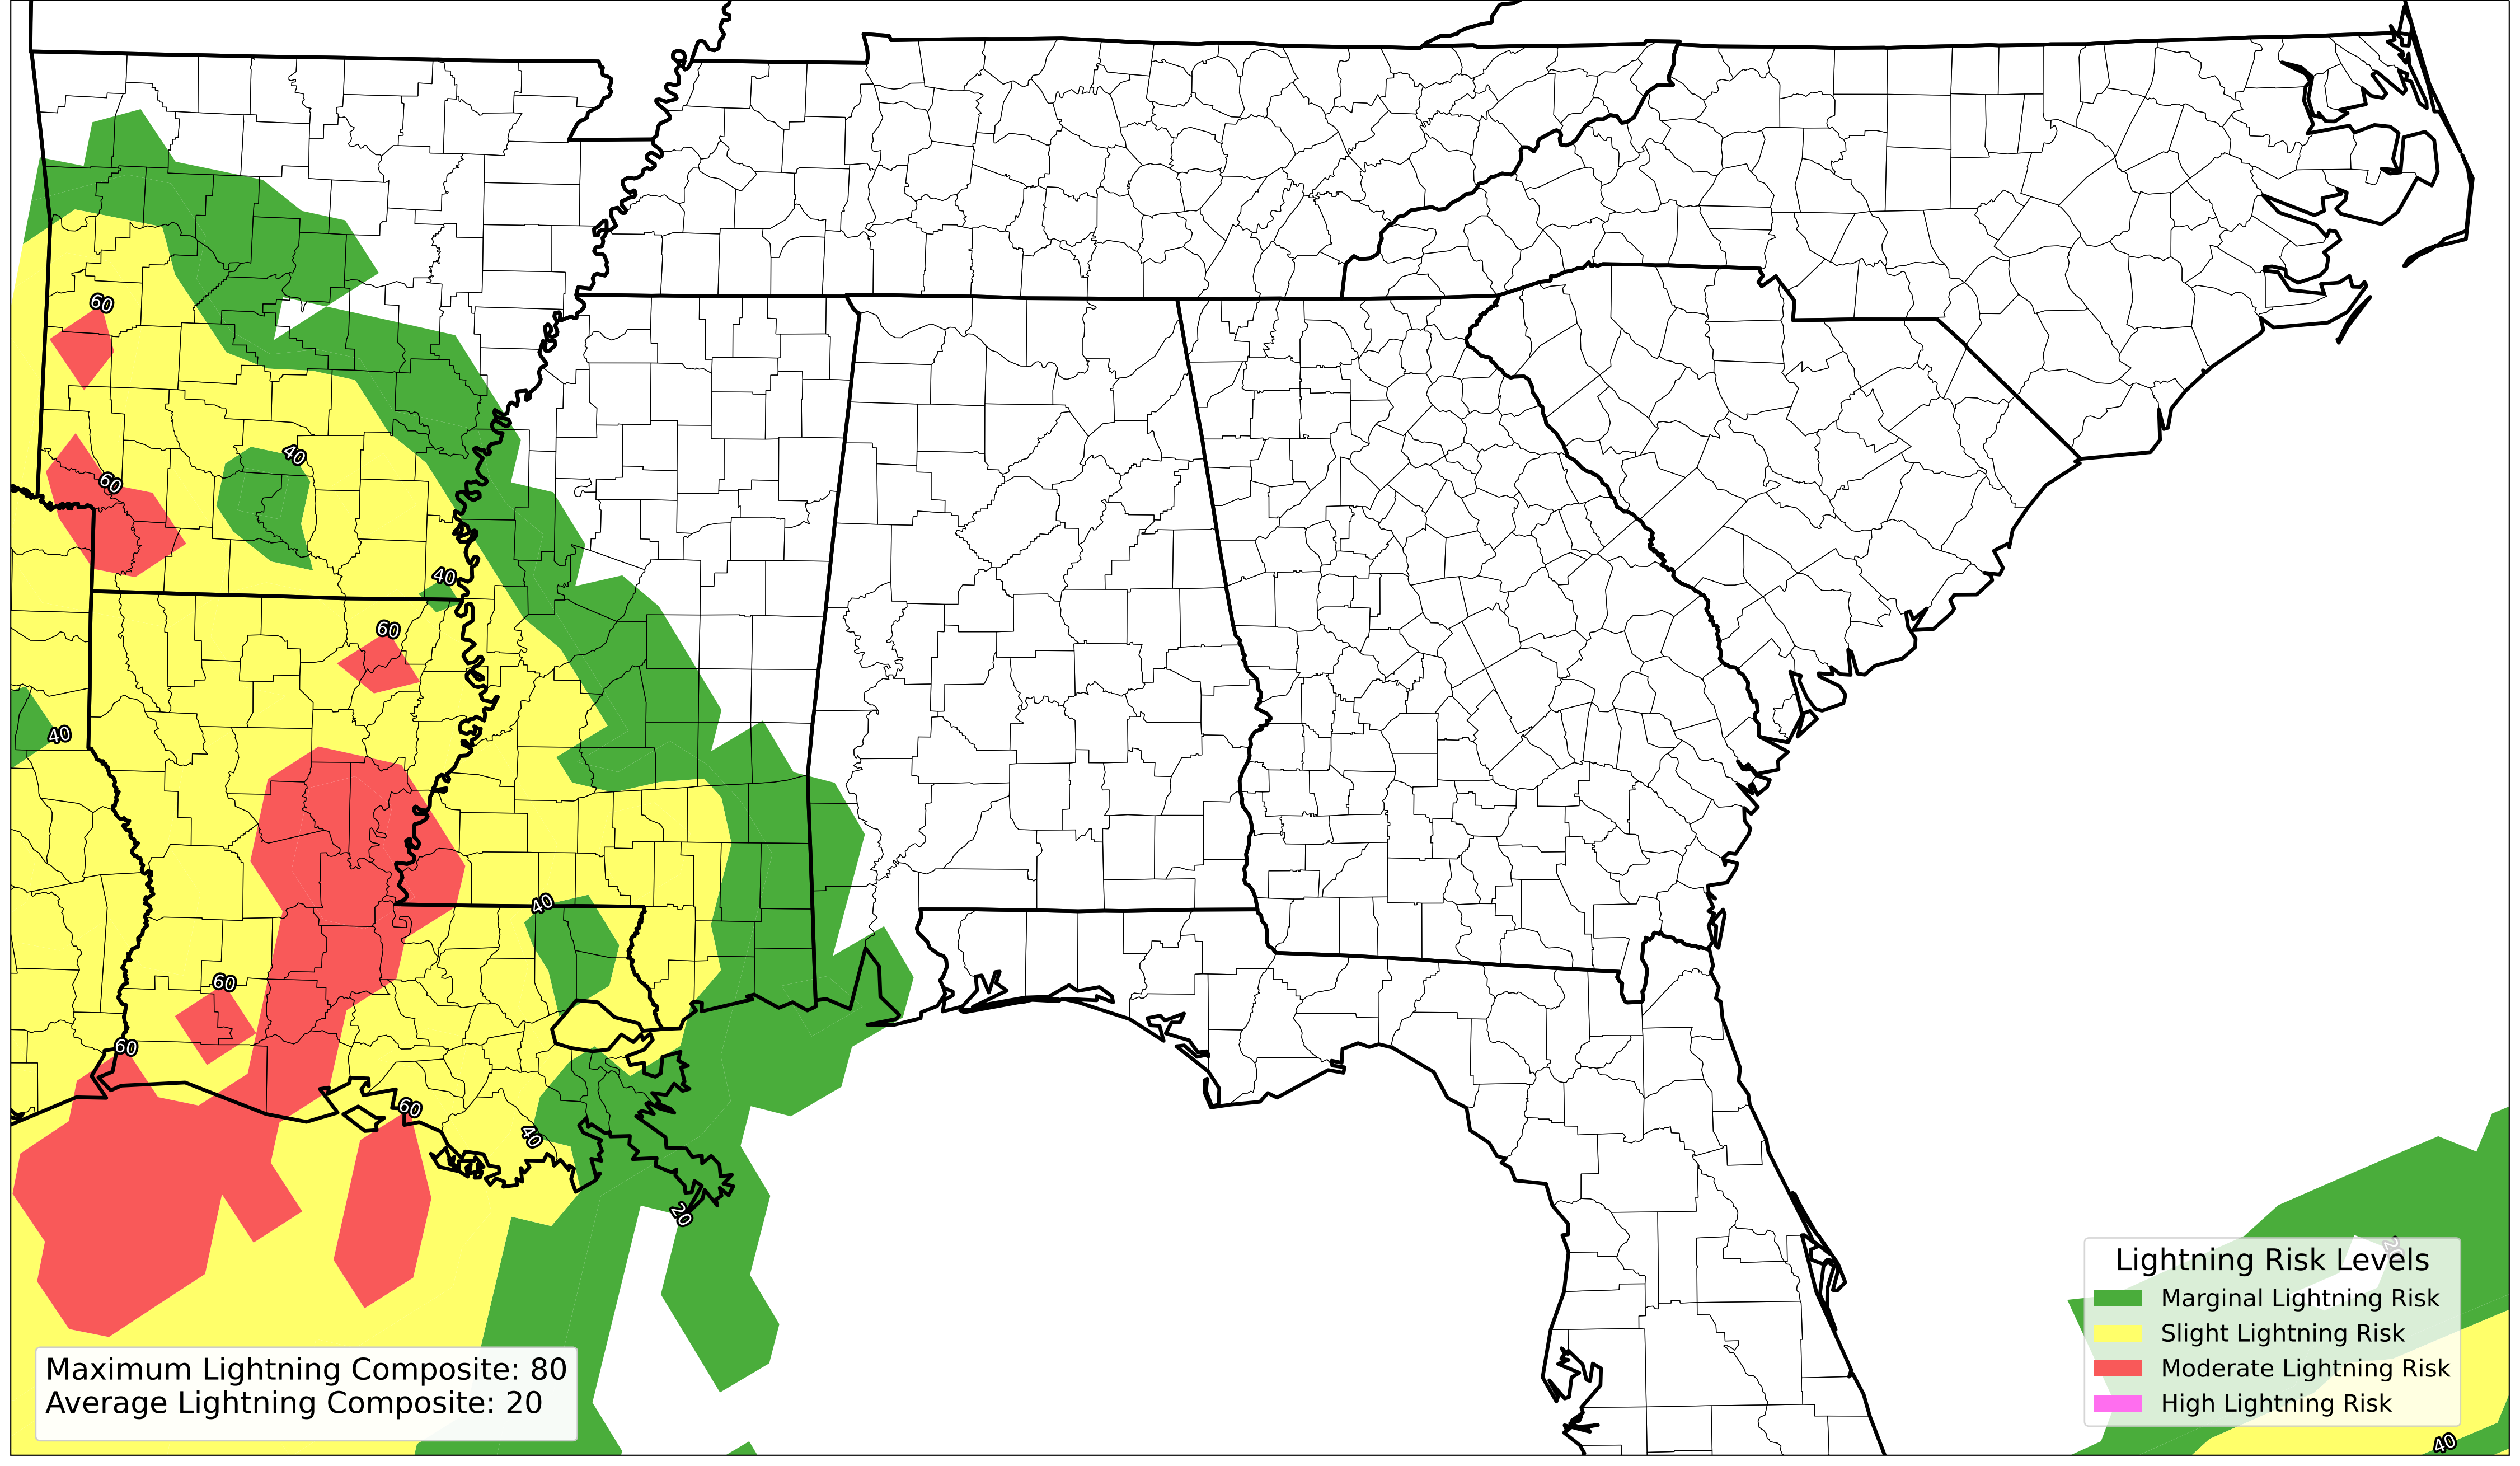 60
40
60
40
60
40
40
60
60
60
40
20
20
Lightning Risk Levels
Marginal Lightning Risk
Slight Lightning Risk
Moderate Lightning Risk
High Lightning Risk
Maximum Lightning Composite: 80
Average Lightning Composite: 20
40